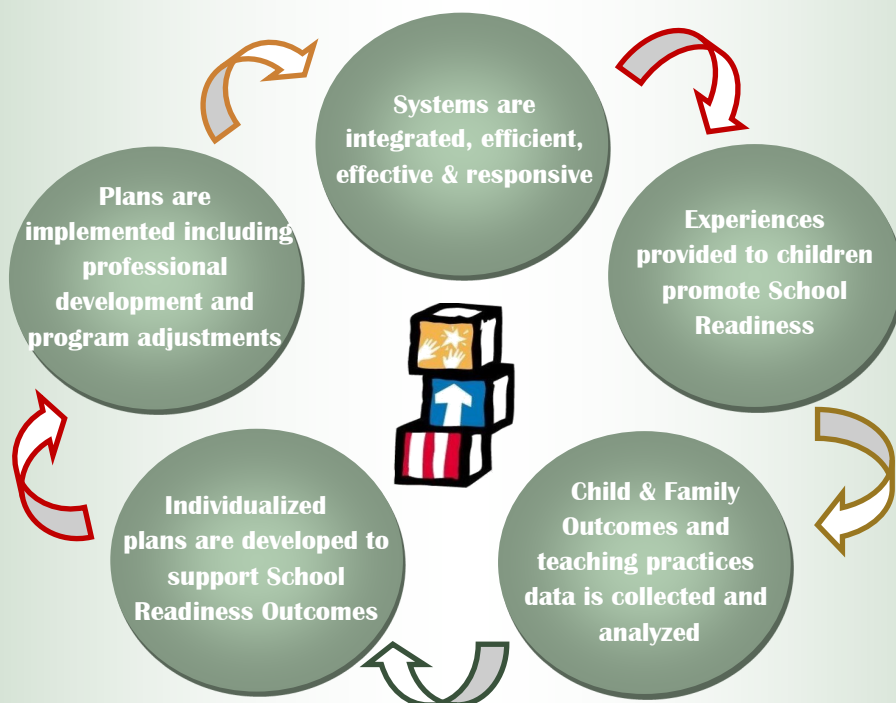 Systems are
integrated, efficient,
effective & responsive
Experiences
provided to children
promote School
Readiness
Child & Family
Outcomes and
teaching practices
data is collected and
analyzed
Individualized
plans are developed to
support School
Readiness Outcomes
Plans are
implemented including
professional
development and
program adjustments